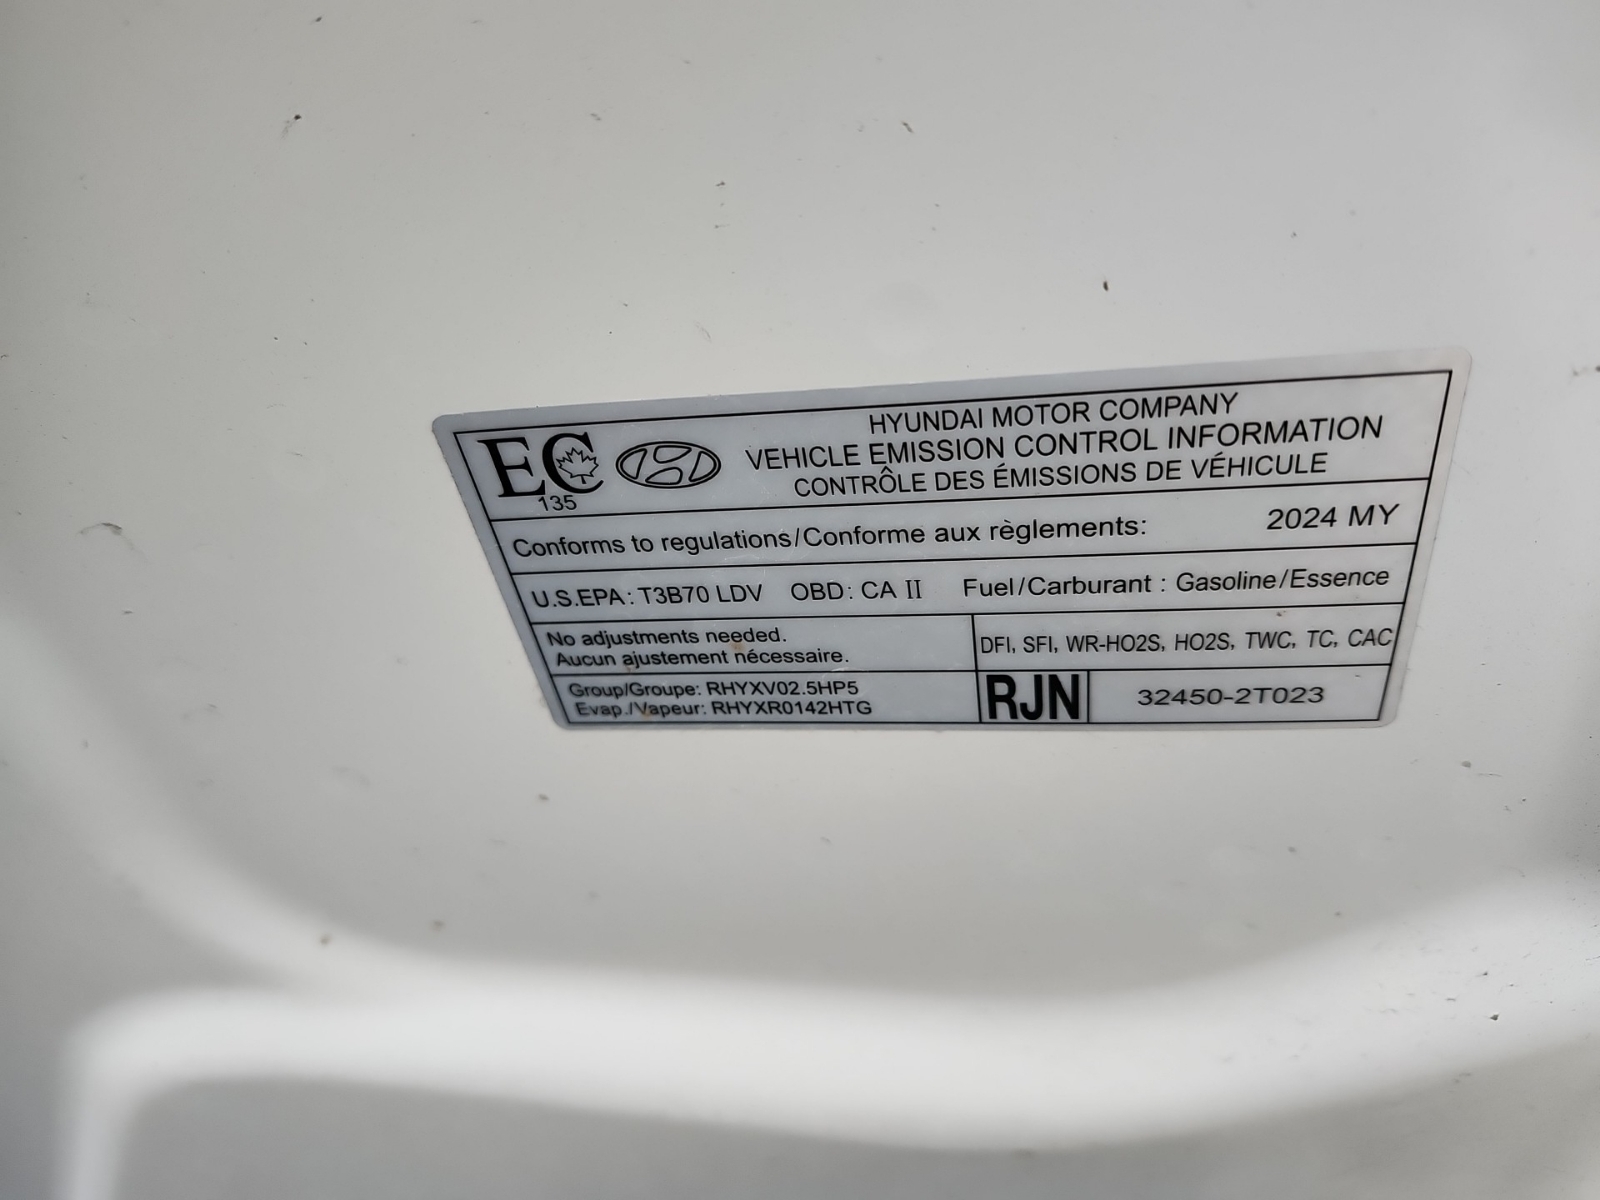 EC
135
HYUNDAI MOTOR COMPANY
VEHICLE EMISSION CONTROL INFORMATION
CONTRÔLE DES ÉMISSIONS DE VÉHICULE
Conforms to regulations/Conforme aux règlements: 2024 MY
U.S.EPA: T3B70 LDV OBD: CA II Fuel/Carburant : Gasoline/Essence
No adjustments needed.
Aucun ajustement nécessaire.
DFI, SFI, WR-HO2S, HO2S, TWC, TC, CAC
Group/Groupe: RHYXV02.5HP5
Evap./Vapeur: RHYXR0142HTG
RJN 32450-2T023